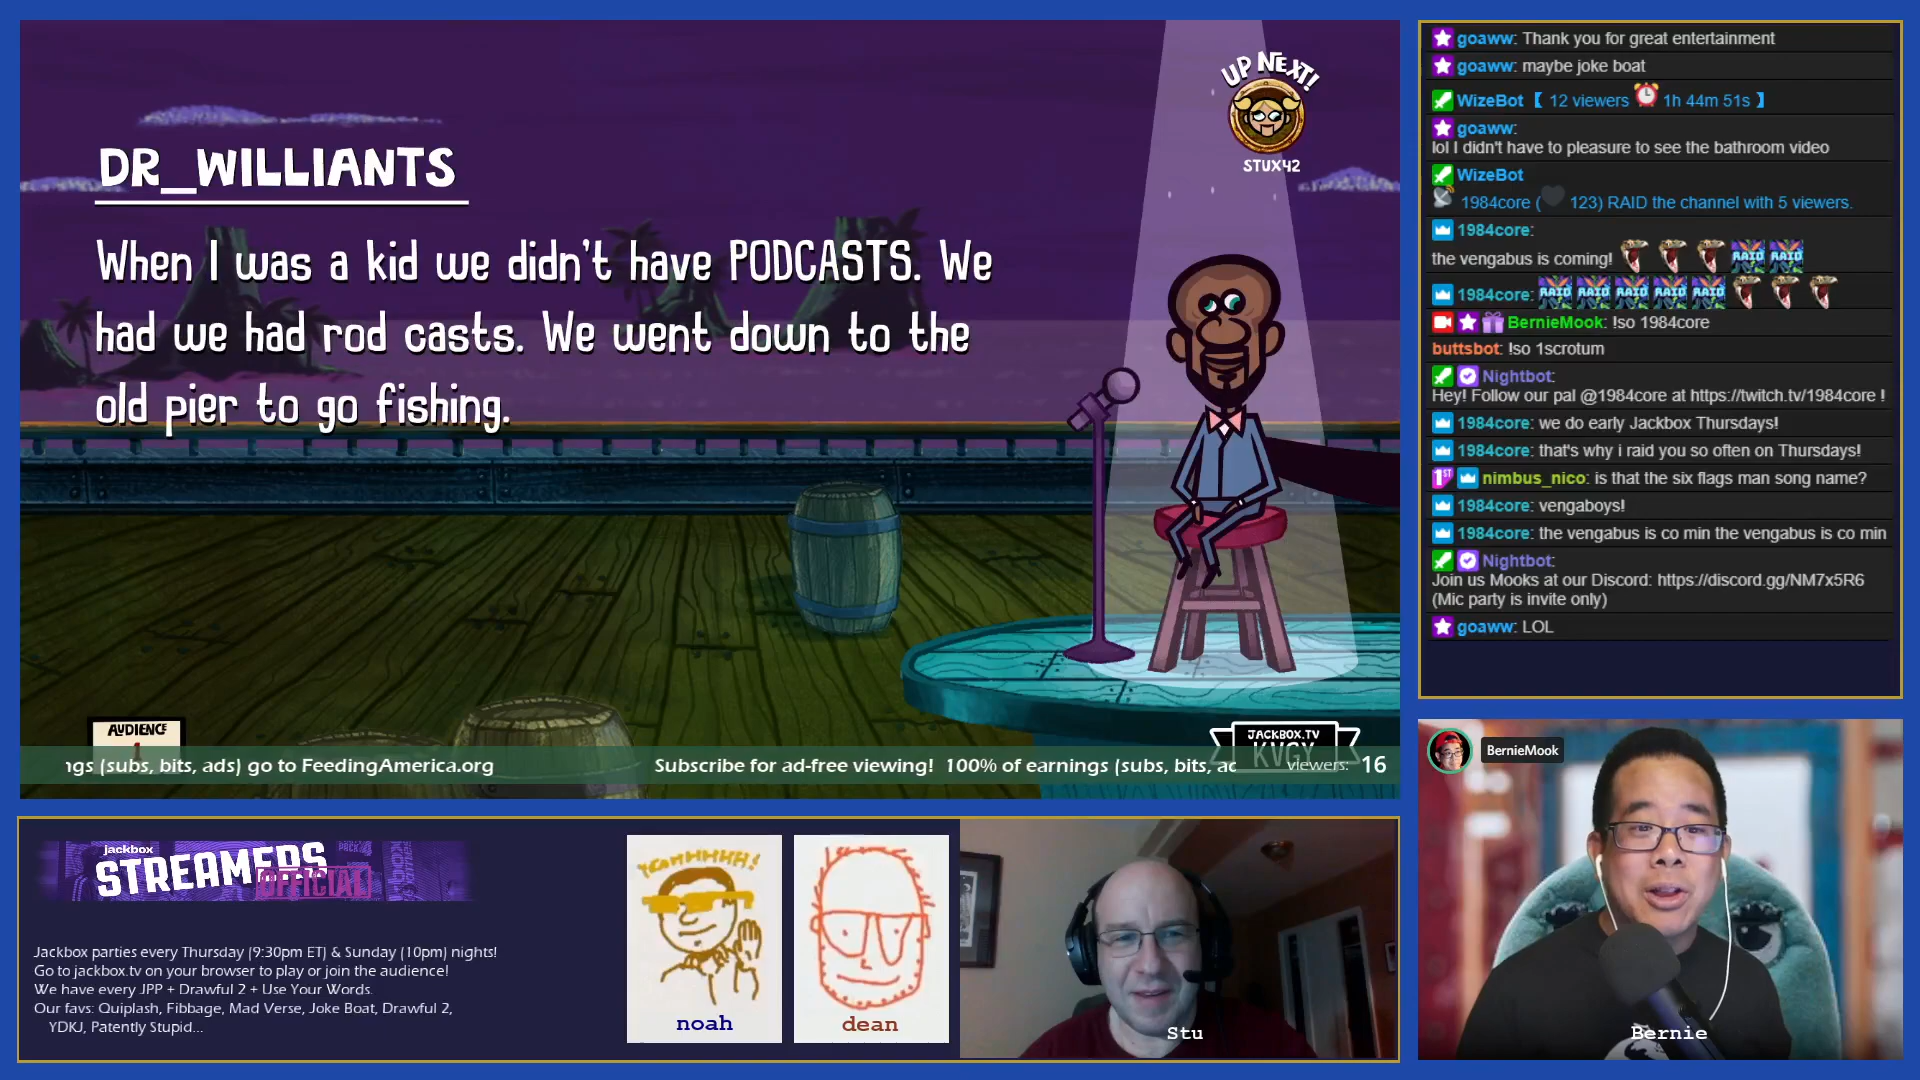 UP NEXT!
STUX42
DR_WILLIANTS
When I was a kid we didn't have PODCASTS. We
had we had rod casts. We went down to the
old pier to go fishing.
AUDIENCE
JACKBOX.TV
KVGY
ngs (subs, bits, ads) go to FeedingAmerica.org
Subscribe for ad-free viewing! 100% of earnings (subs, bits, ad
viewers: 16
goaww: Thank you for great entertainment
goaww: maybe joke boat
WizeBot 【 12 viewers 1h 44m 51s 】
goaww:
lol I didn't have to pleasure to see the bathroom video
WizeBot
1984core ( 123) RAID the channel with 5 viewers.
1984core:
the vengabus is coming! RAID RAID
1984core: RAID RAID RAID RAID RAID
BernieMook: !so 1984core
buttsbot: !so 1scrotum
Nightbot:
Hey! Follow our pal @1984core at https://twitch.tv/1984core !
1984core: we do early Jackbox Thursdays!
1984core: that's why i raid you so often on Thursdays!
1ST nimbus_nico: is that the six flags man song name?
1984core: vengaboys!
1984core: the vengabus is co min the vengabus is co min
Nightbot:
Join us Mooks at our Discord: https://discord.gg/NM7x5R6
(Mic party is invite only)
goaww: LOL
jackbox
STREAMERS
OFFICIAL
Jackbox parties every Thursday (9:30pm ET) & Sunday (10pm) nights!
Go to jackbox.tv on your browser to play or join the audience!
We have every JPP + Drawful 2 + Use Your Words.
Our favs: Quiplash, Fibbage, Mad Verse, Joke Boat, Drawful 2,
YDKJ, Patently Stupid...
noah
dean
Stu
BernieMook
Bernie